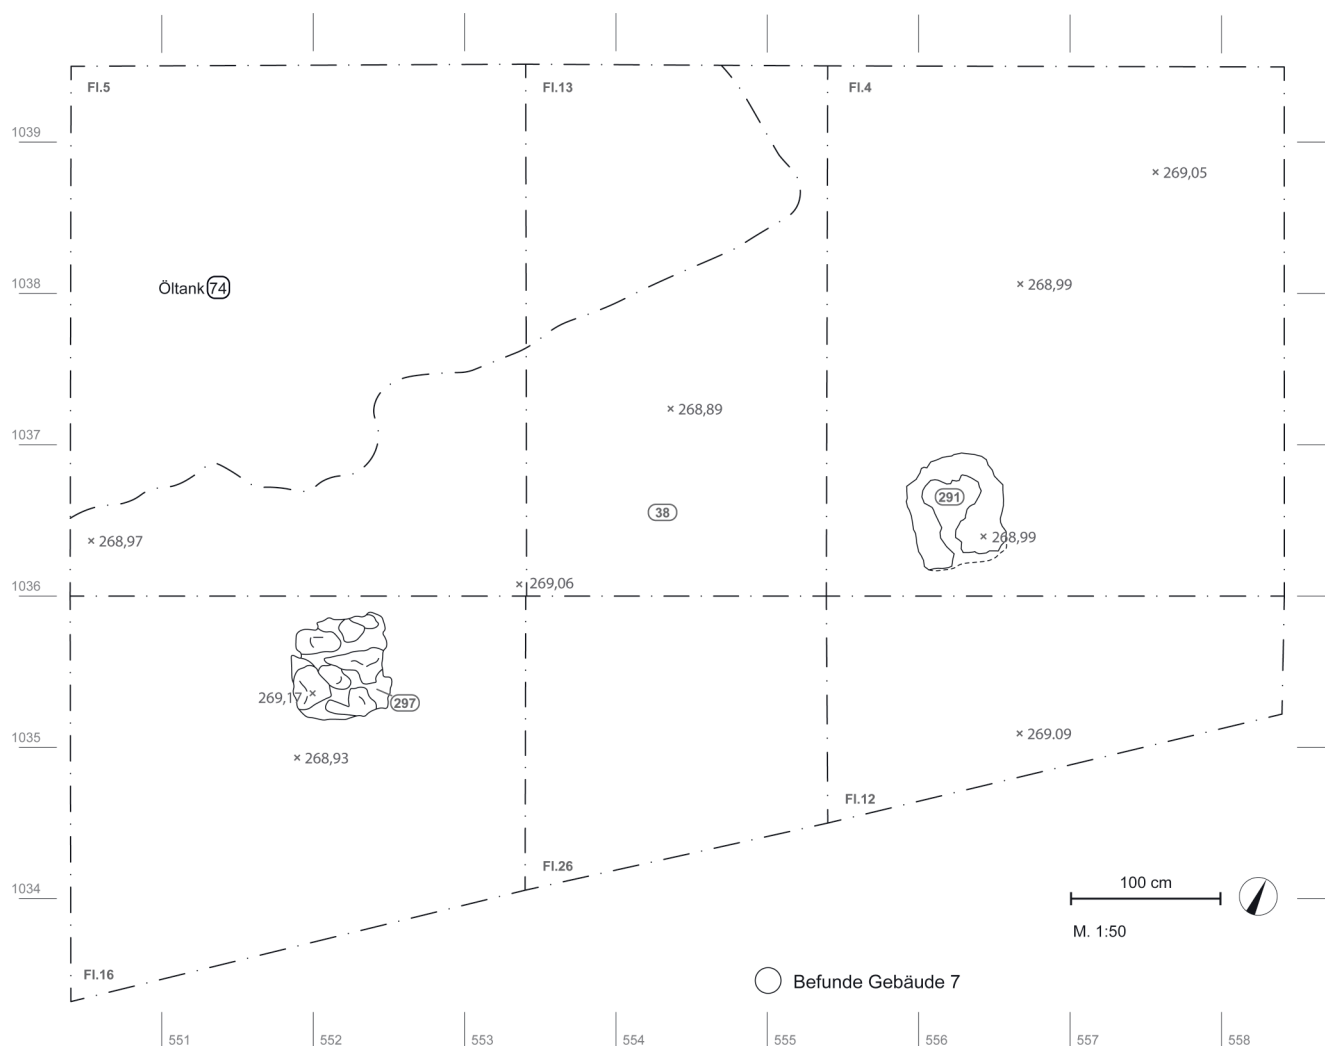 Fl.5
Fl.13
Fl.4
1039
× 269,05
1038
Öltank 74
× 268,99
× 268,89
1037
291
38
× 268,97
× 268,99
1036
× 269,06
269,17 ×
297
1035
× 269.09
× 268,93
Fl.12
Fl.26
1034
100 cm
M. 1:50
Fl.16
Befunde Gebäude 7
551
552
553
554
555
556
557
558